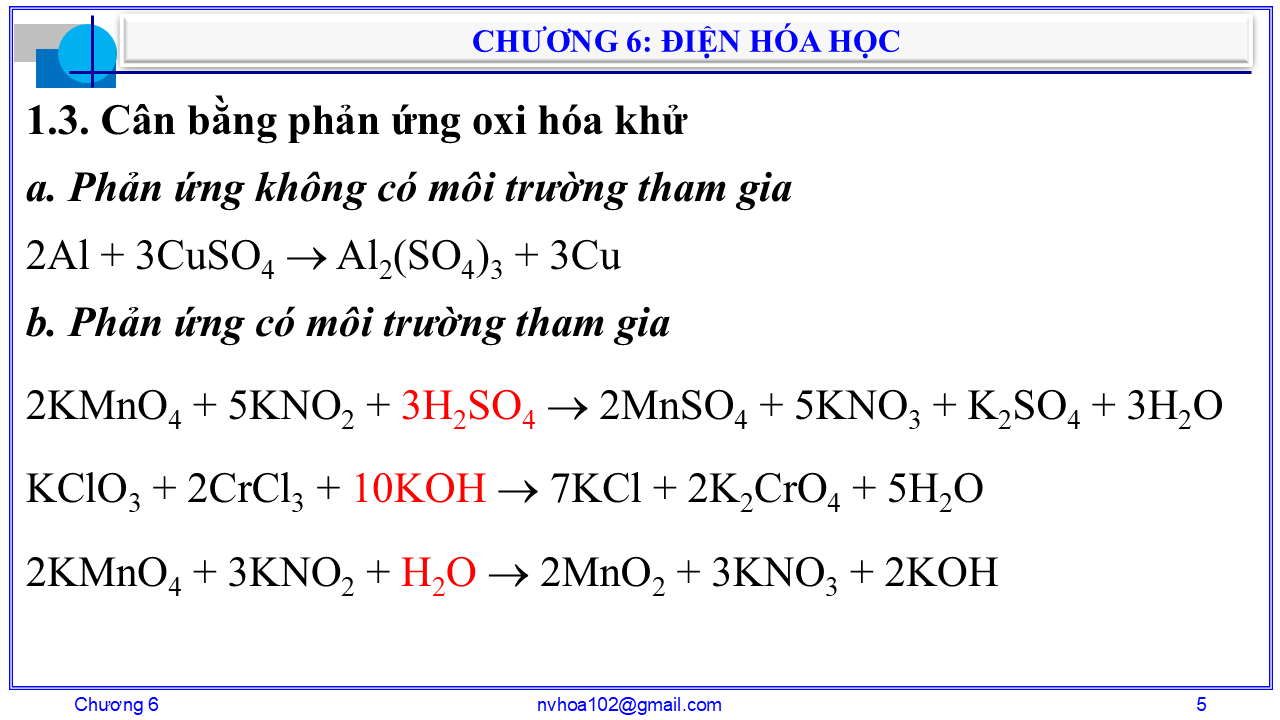 CHƯƠNG 6: ĐIỆN HÓA HỌC
1.3. Cân bằng phản ứng oxi hóa khử
a. Phản ứng không có môi trường tham gia
2Al + 3CuSO₄ → Al₂(SO₄)₃ + 3Cu
b. Phản ứng có môi trường tham gia
2KMnO₄ + 5KNO₂ + 3H₂SO₄ → 2MnSO₄ + 5KNO₃ + K₂SO₄ + 3H₂O
KClO₃ + 2CrCl₃ + 10KOH → 7KCl + 2K₂CrO₄ + 5H₂O
2KMnO₄ + 3KNO₂ + H₂O → 2MnO₂ + 3KNO₃ + 2KOH
Chương 6 nvhoa102@gmail.com 5